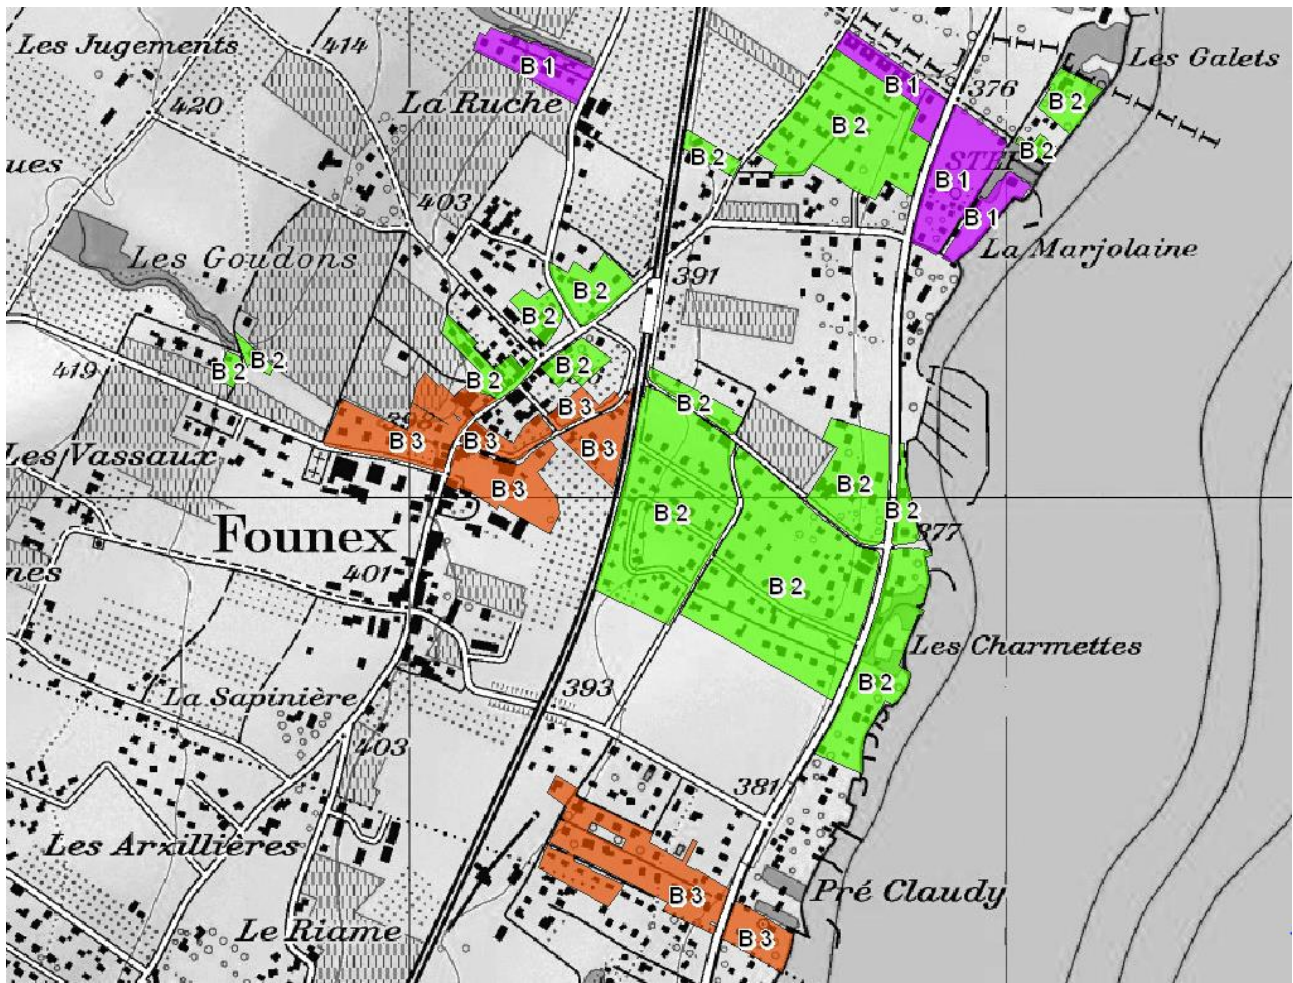 Les Jugements
414
B 1
376
Les Galets
420
La Ruche
B 1
B 2
B 2
ues
B 2
B 2
STEP
B 1
403
B 1
Les Goudons
391
La Marjolaine
B 2
B 2
419
B 2
B 2
B 2
B 2
B 3
B 2
398
B 3
B 3
B 3
Les Vassaux
B 3
B 2
Founex
B 2
B 2
377
nes
401
B 2
Les Charmettes
La Sapinière
393
B 2
403
381
Les Arxillières
B 3
Pré Claudy
Le Riame
B 3